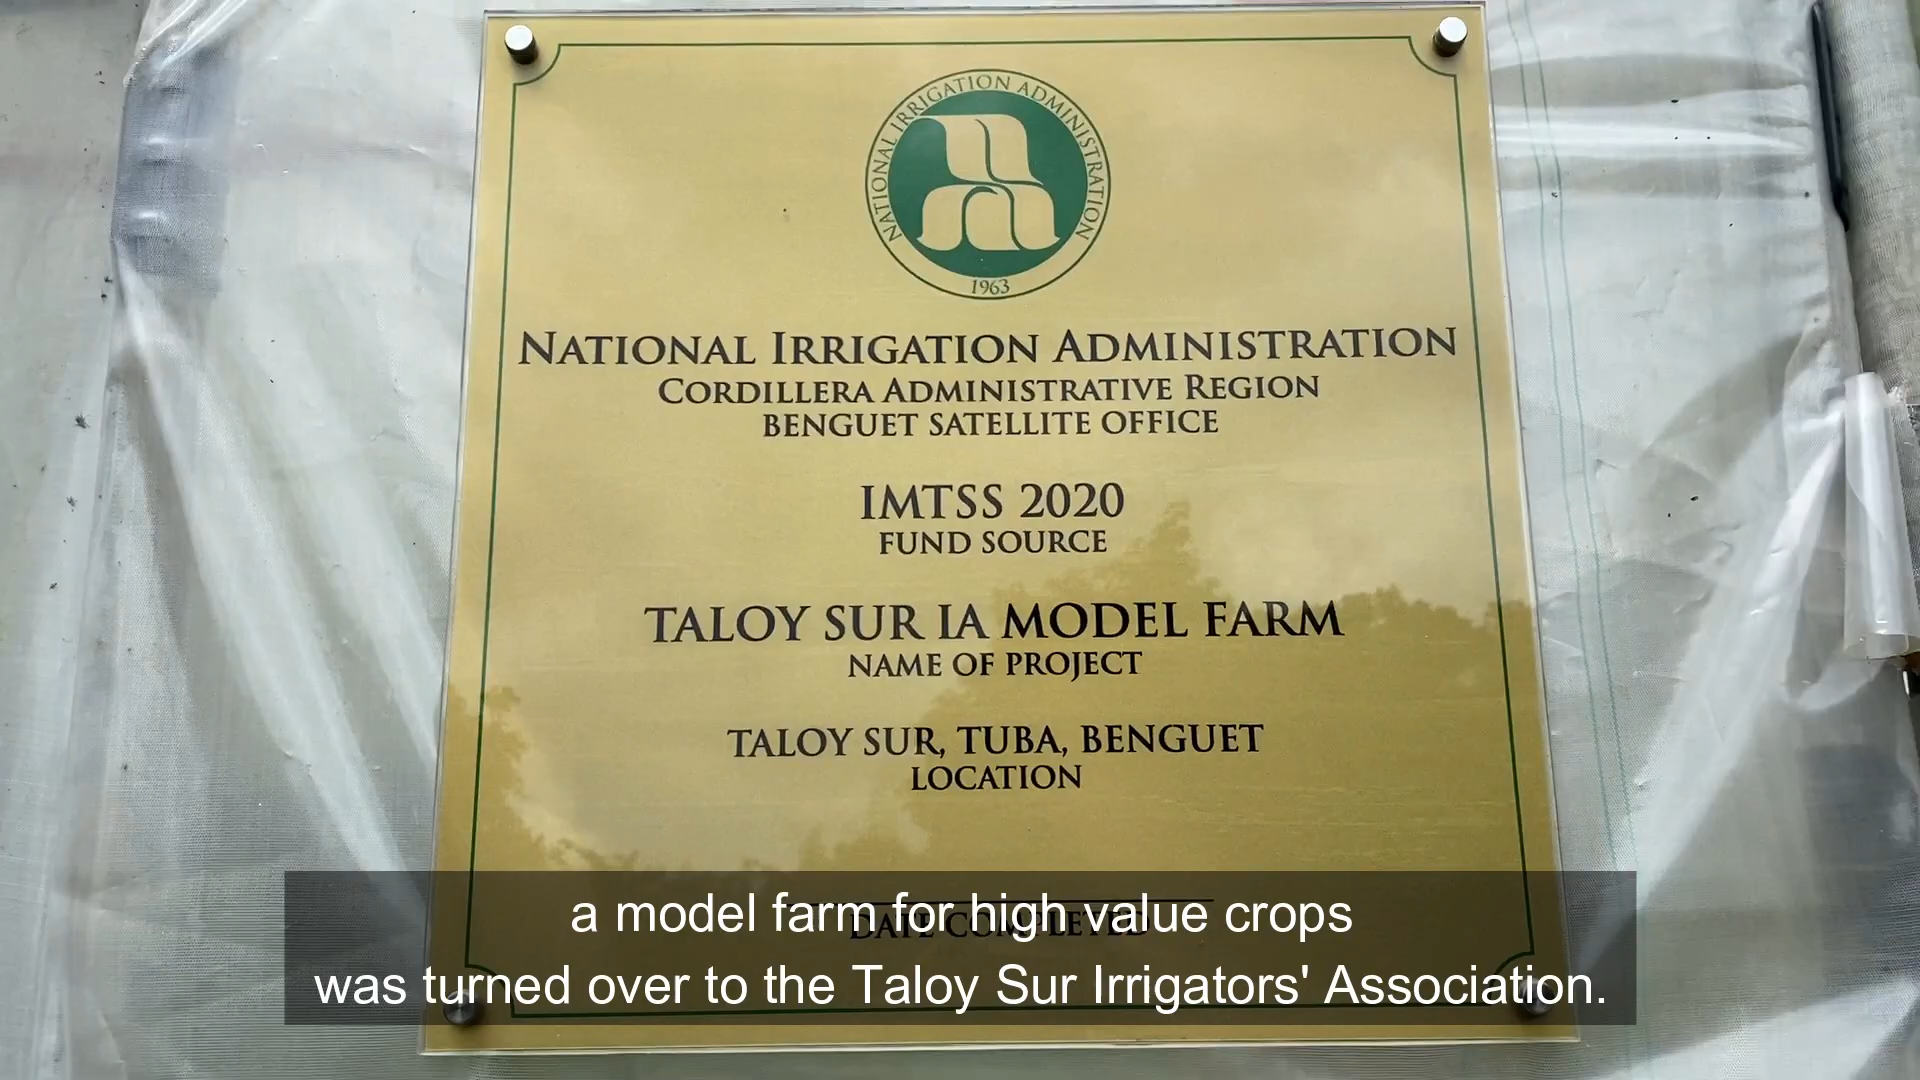 NATIONAL IRRIGATION ADMINISTRATION
1963
NATIONAL IRRIGATION ADMINISTRATION
CORDILLERA ADMINISTRATIVE REGION
BENGUET SATELLITE OFFICE
IMTSS 2020
FUND SOURCE
TALOY SUR IA MODEL FARM
NAME OF PROJECT
TALOY SUR, TUBA, BENGUET
LOCATION
DATE COMPLETED
a model farm for high value crops
was turned over to the Taloy Sur Irrigators' Association.